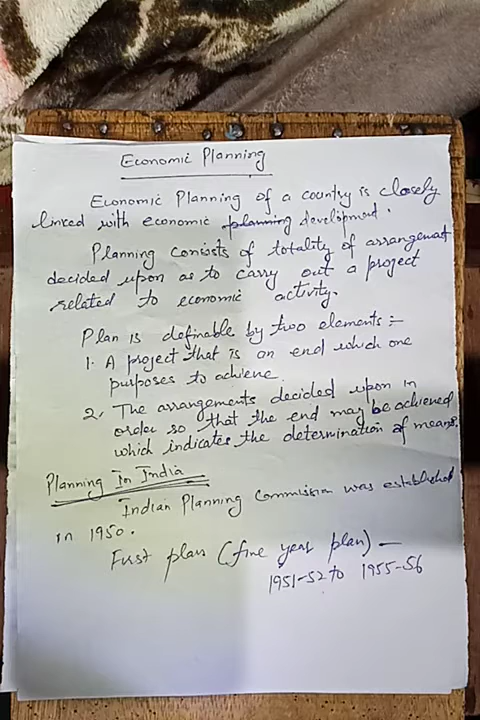 Economic Planning
Economic Planning of a country is closely
linked with economic planning development.
Planning consists of totality of arrangement
decided upon as to carry out a project
related to economic activity.
Plan is definable by two elements :-
1. A project that is an end which one
purposes to achieve
2. The arrangements decided upon in
order so that the end may be achieved
which indicates the determination of means.
Planning In India
Indian Planning Commission was established
in 1950.
First plan (five year plan) —
1951-52 to 1955-56